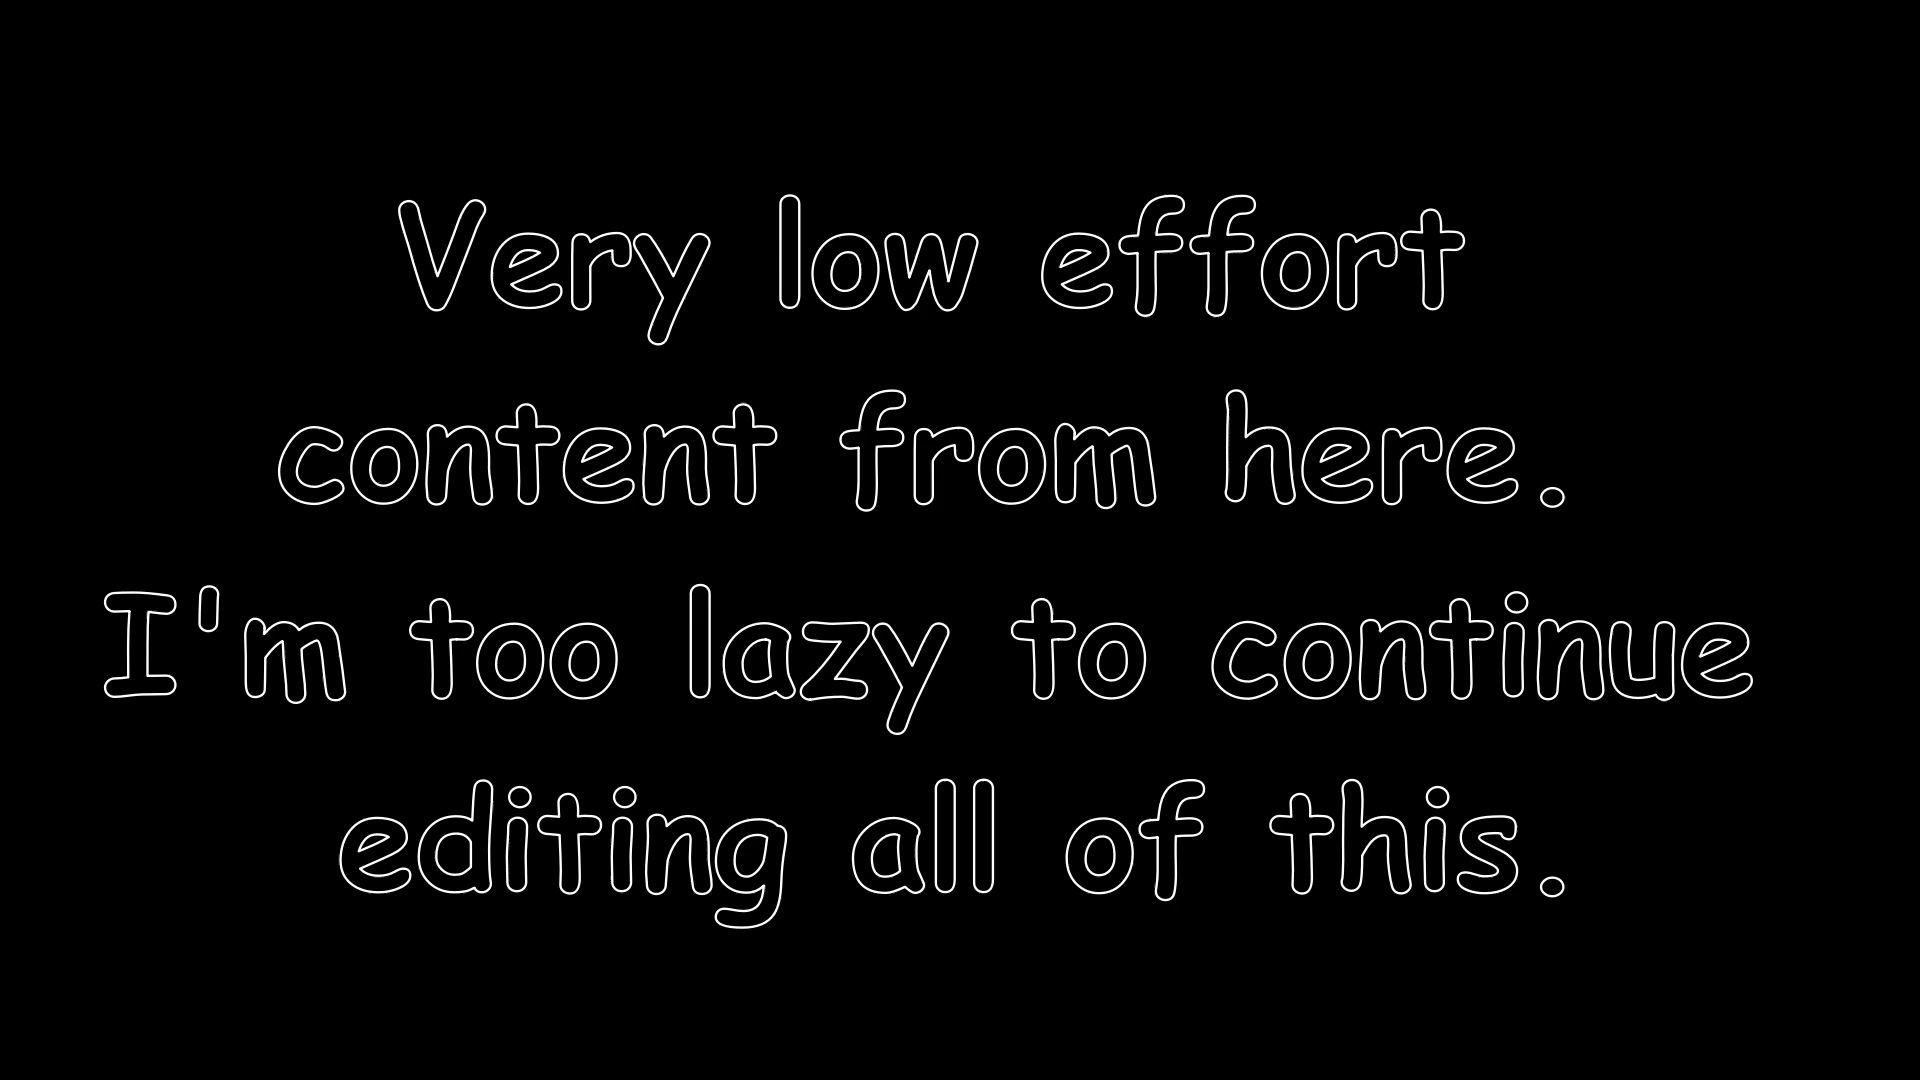 Very low effort
content from here.
I'm too lazy to continue
editing all of this.